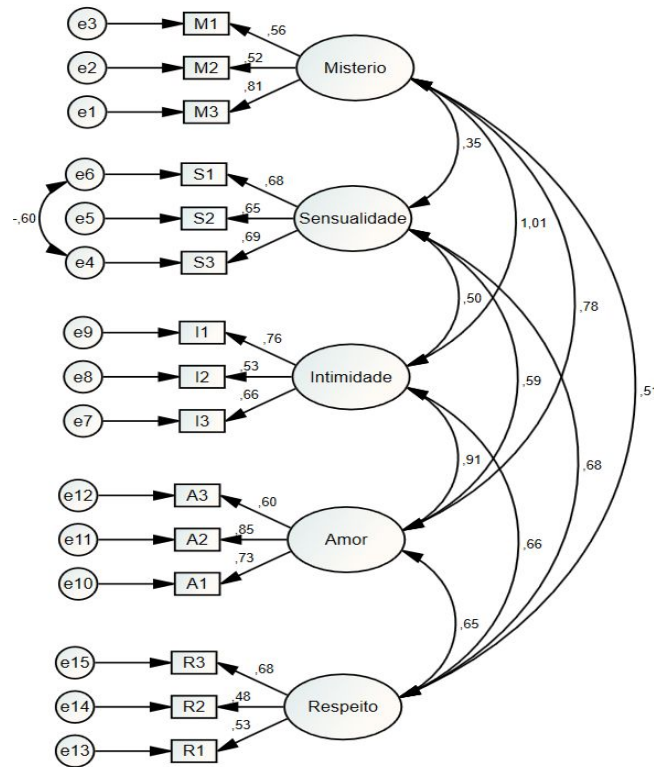 e3 M1 ,56
e2 M2 ,52 Misterio
e1 M3 ,81
,35
e6 S1 ,68
-,60 e5 S2 ,65 Sensualidade 1,01
e4 S3 ,69
,50 ,78
e9 I1 ,76
e8 I2 ,53 Intimidade ,59
,51
e7 I3 ,66
,91 ,68
e12 A3 ,60
e11 A2 ,85 Amor ,66
e10 A1 ,73
,65
e15 R3 ,68
e14 R2 ,48 Respeito
e13 R1 ,53